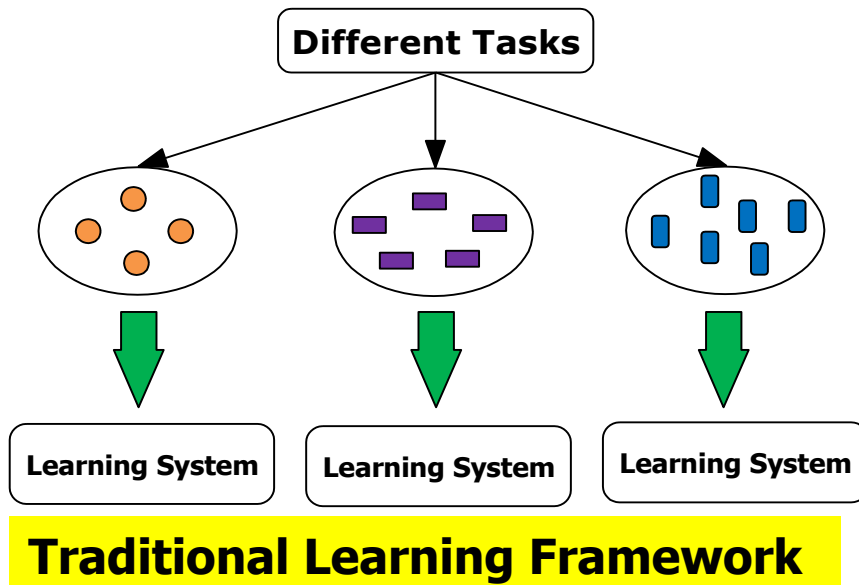 Different Tasks
Learning System
Learning System
Learning System
Traditional Learning Framework